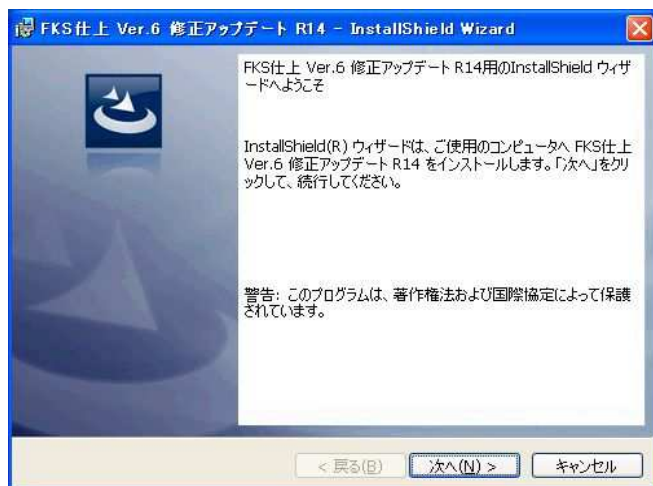 FKS仕上 Ver.6 修正アップデート R14 - InstallShield Wizard
FKS仕上 Ver.6 修正アップデート R14用のInstallShield ウィザ
ードへようこそ
InstallShield(R) ウィザードは、ご使用のコンピュータへ FKS仕上
Ver.6 修正アップデート R14 をインストールします。「次へ」をクリ
ックして、続行してください。
警告: このプログラムは、著作権法および国際協定によって保護
されています。
< 戻る(B)
次へ(N) >
キャンセル